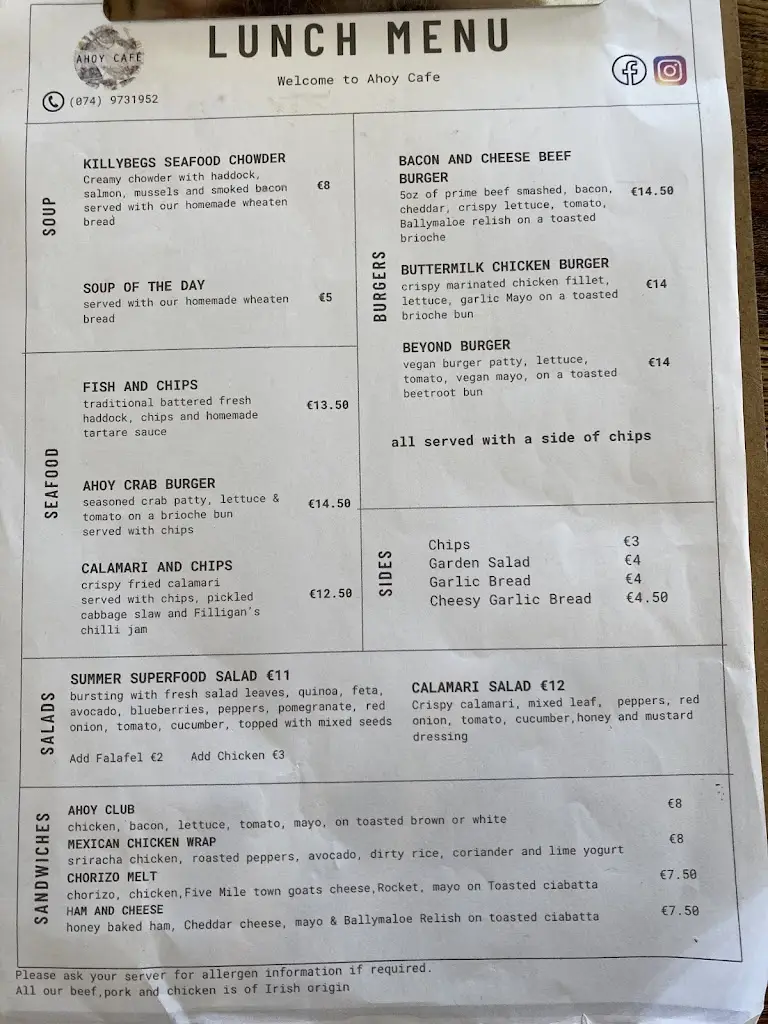 AHOY CAFÉ
LUNCH MENU
Welcome to Ahoy Cafe
(074) 9731952
SOUP
KILLYBEGS SEAFOOD CHOWDER
Creamy chowder with haddock,
salmon, mussels and smoked bacon €8
served with our homemade wheaten
bread
SOUP OF THE DAY
served with our homemade wheaten €5
bread
SEAFOOD
FISH AND CHIPS
traditional battered fresh €13.50
haddock, chips and homemade
tartare sauce
AHOY CRAB BURGER
seasoned crab patty, lettuce & €14.50
tomato on a brioche bun
served with chips
CALAMARI AND CHIPS
crispy fried calamari
served with chips, pickled €12.50
cabbage slaw and Filligan's
chilli jam
BURGERS
BACON AND CHEESE BEEF
BURGER
5oz of prime beef smashed, bacon, €14.50
cheddar, crispy lettuce, tomato,
Ballymaloe relish on a toasted
brioche
BUTTERMILK CHICKEN BURGER
crispy marinated chicken fillet, €14
lettuce, garlic Mayo on a toasted
brioche bun
BEYOND BURGER
vegan burger patty, lettuce, €14
tomato, vegan mayo, on a toasted
beetroot bun
all served with a side of chips
SIDES
Chips €3
Garden Salad €4
Garlic Bread €4
Cheesy Garlic Bread €4.50
SALADS
SUMMER SUPERFOOD SALAD €11
bursting with fresh salad leaves, quinoa, feta,
avocado, blueberries, peppers, pomegranate, red
onion, tomato, cucumber, topped with mixed seeds
Add Falafel €2 Add Chicken €3
CALAMARI SALAD €12
Crispy calamari, mixed leaf, peppers, red
onion, tomato, cucumber,honey and mustard
dressing
SANDWICHES
AHOY CLUB €8
chicken, bacon, lettuce, tomato, mayo, on toasted brown or white
MEXICAN CHICKEN WRAP €8
sriracha chicken, roasted peppers, avocado, dirty rice, coriander and lime yogurt
CHORIZO MELT €7.50
chorizo, chicken,Five Mile town goats cheese,Rocket, mayo on Toasted ciabatta
HAM AND CHEESE €7.50
honey baked ham, Cheddar cheese, mayo & Ballymaloe Relish on toasted ciabatta
Please ask your server for allergen information if required.
All our beef,pork and chicken is of Irish origin